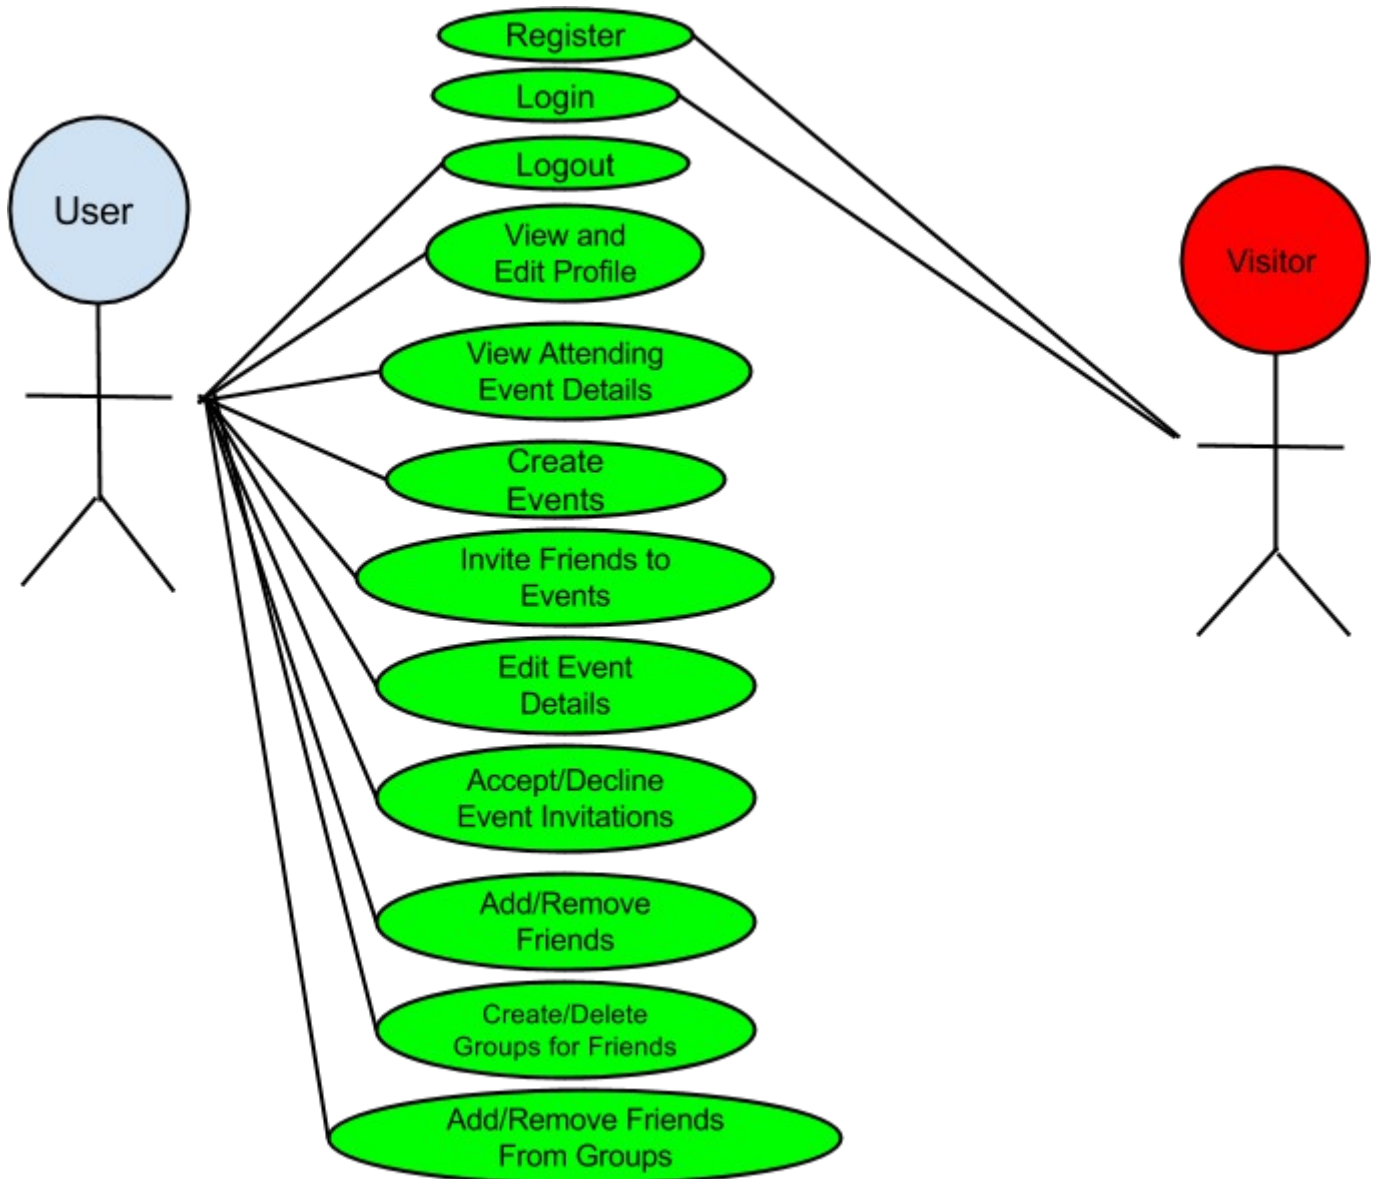 Register
Login
Logout
User
View and
Edit Profile
Visitor
View Attending
Event Details
Create
Events
Invite Friends to
Events
Edit Event
Details
Accept/Decline
Event Invitations
Add/Remove
Friends
Create/Delete
Groups for Friends
Add/Remove Friends
From Groups